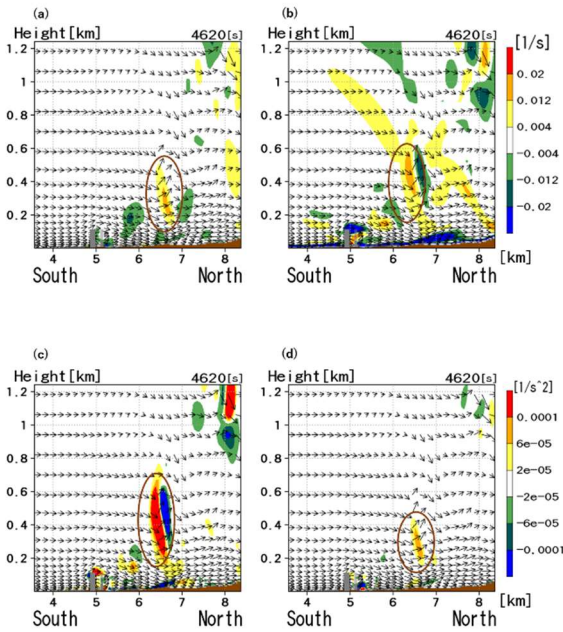 (a)
Height[km] 4620[s]
1.2
1
0.8
0.6
0.4
0.2
4 5 6 7 8
South North
(b)
Height[km] 4620[s]
1.2
1
0.8
0.6
0.4
0.2
4 5 6 7 8
South North
[1/s]
0.02
0.012
0.004
-0.004
-0.012
-0.02
[km]
(c)
Height[km] 4620[s]
1.2
1
0.8
0.6
0.4
0.2
4 5 6 7 8
South North
(d)
Height[km] 4620[s]
1.2
1
0.8
0.6
0.4
0.2
4 5 6 7 8
South North
[1/s^2]
0.0001
6e-05
2e-05
-2e-05
-6e-05
-0.0001
[km]